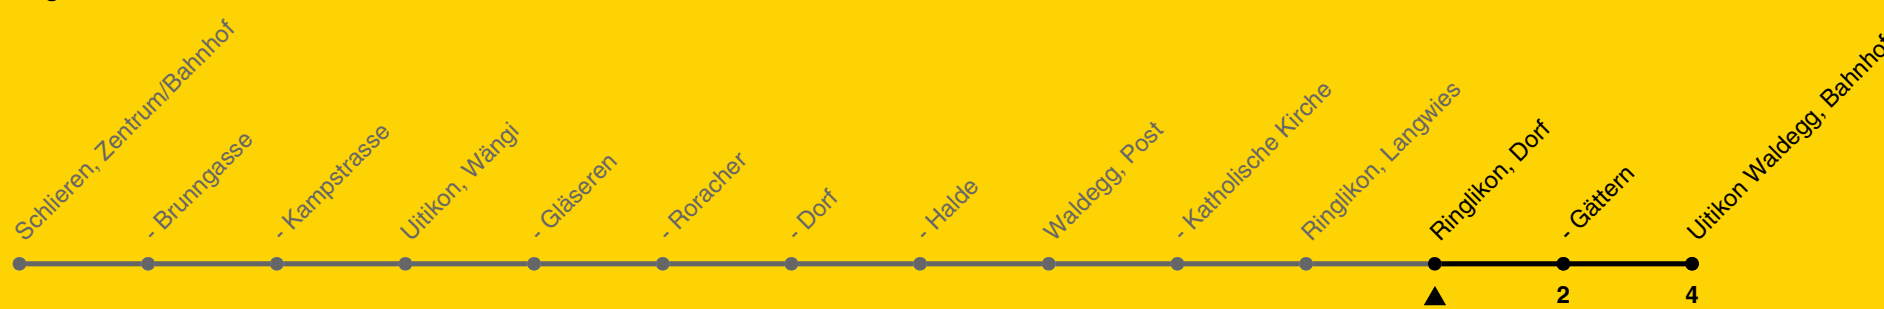 Schlieren, Zentrum/Bahnhof
- Brunngasse
- Kampstrasse
Uitikon, Wängi
- Gläseren
- Roracher
- Dorf
- Halde
Waldegg, Post
- Katholische Kirche
Ringlikon, Langwies
Ringlikon, Dorf
- Gättern
Uitikon Waldegg, Bahnhof
2
4